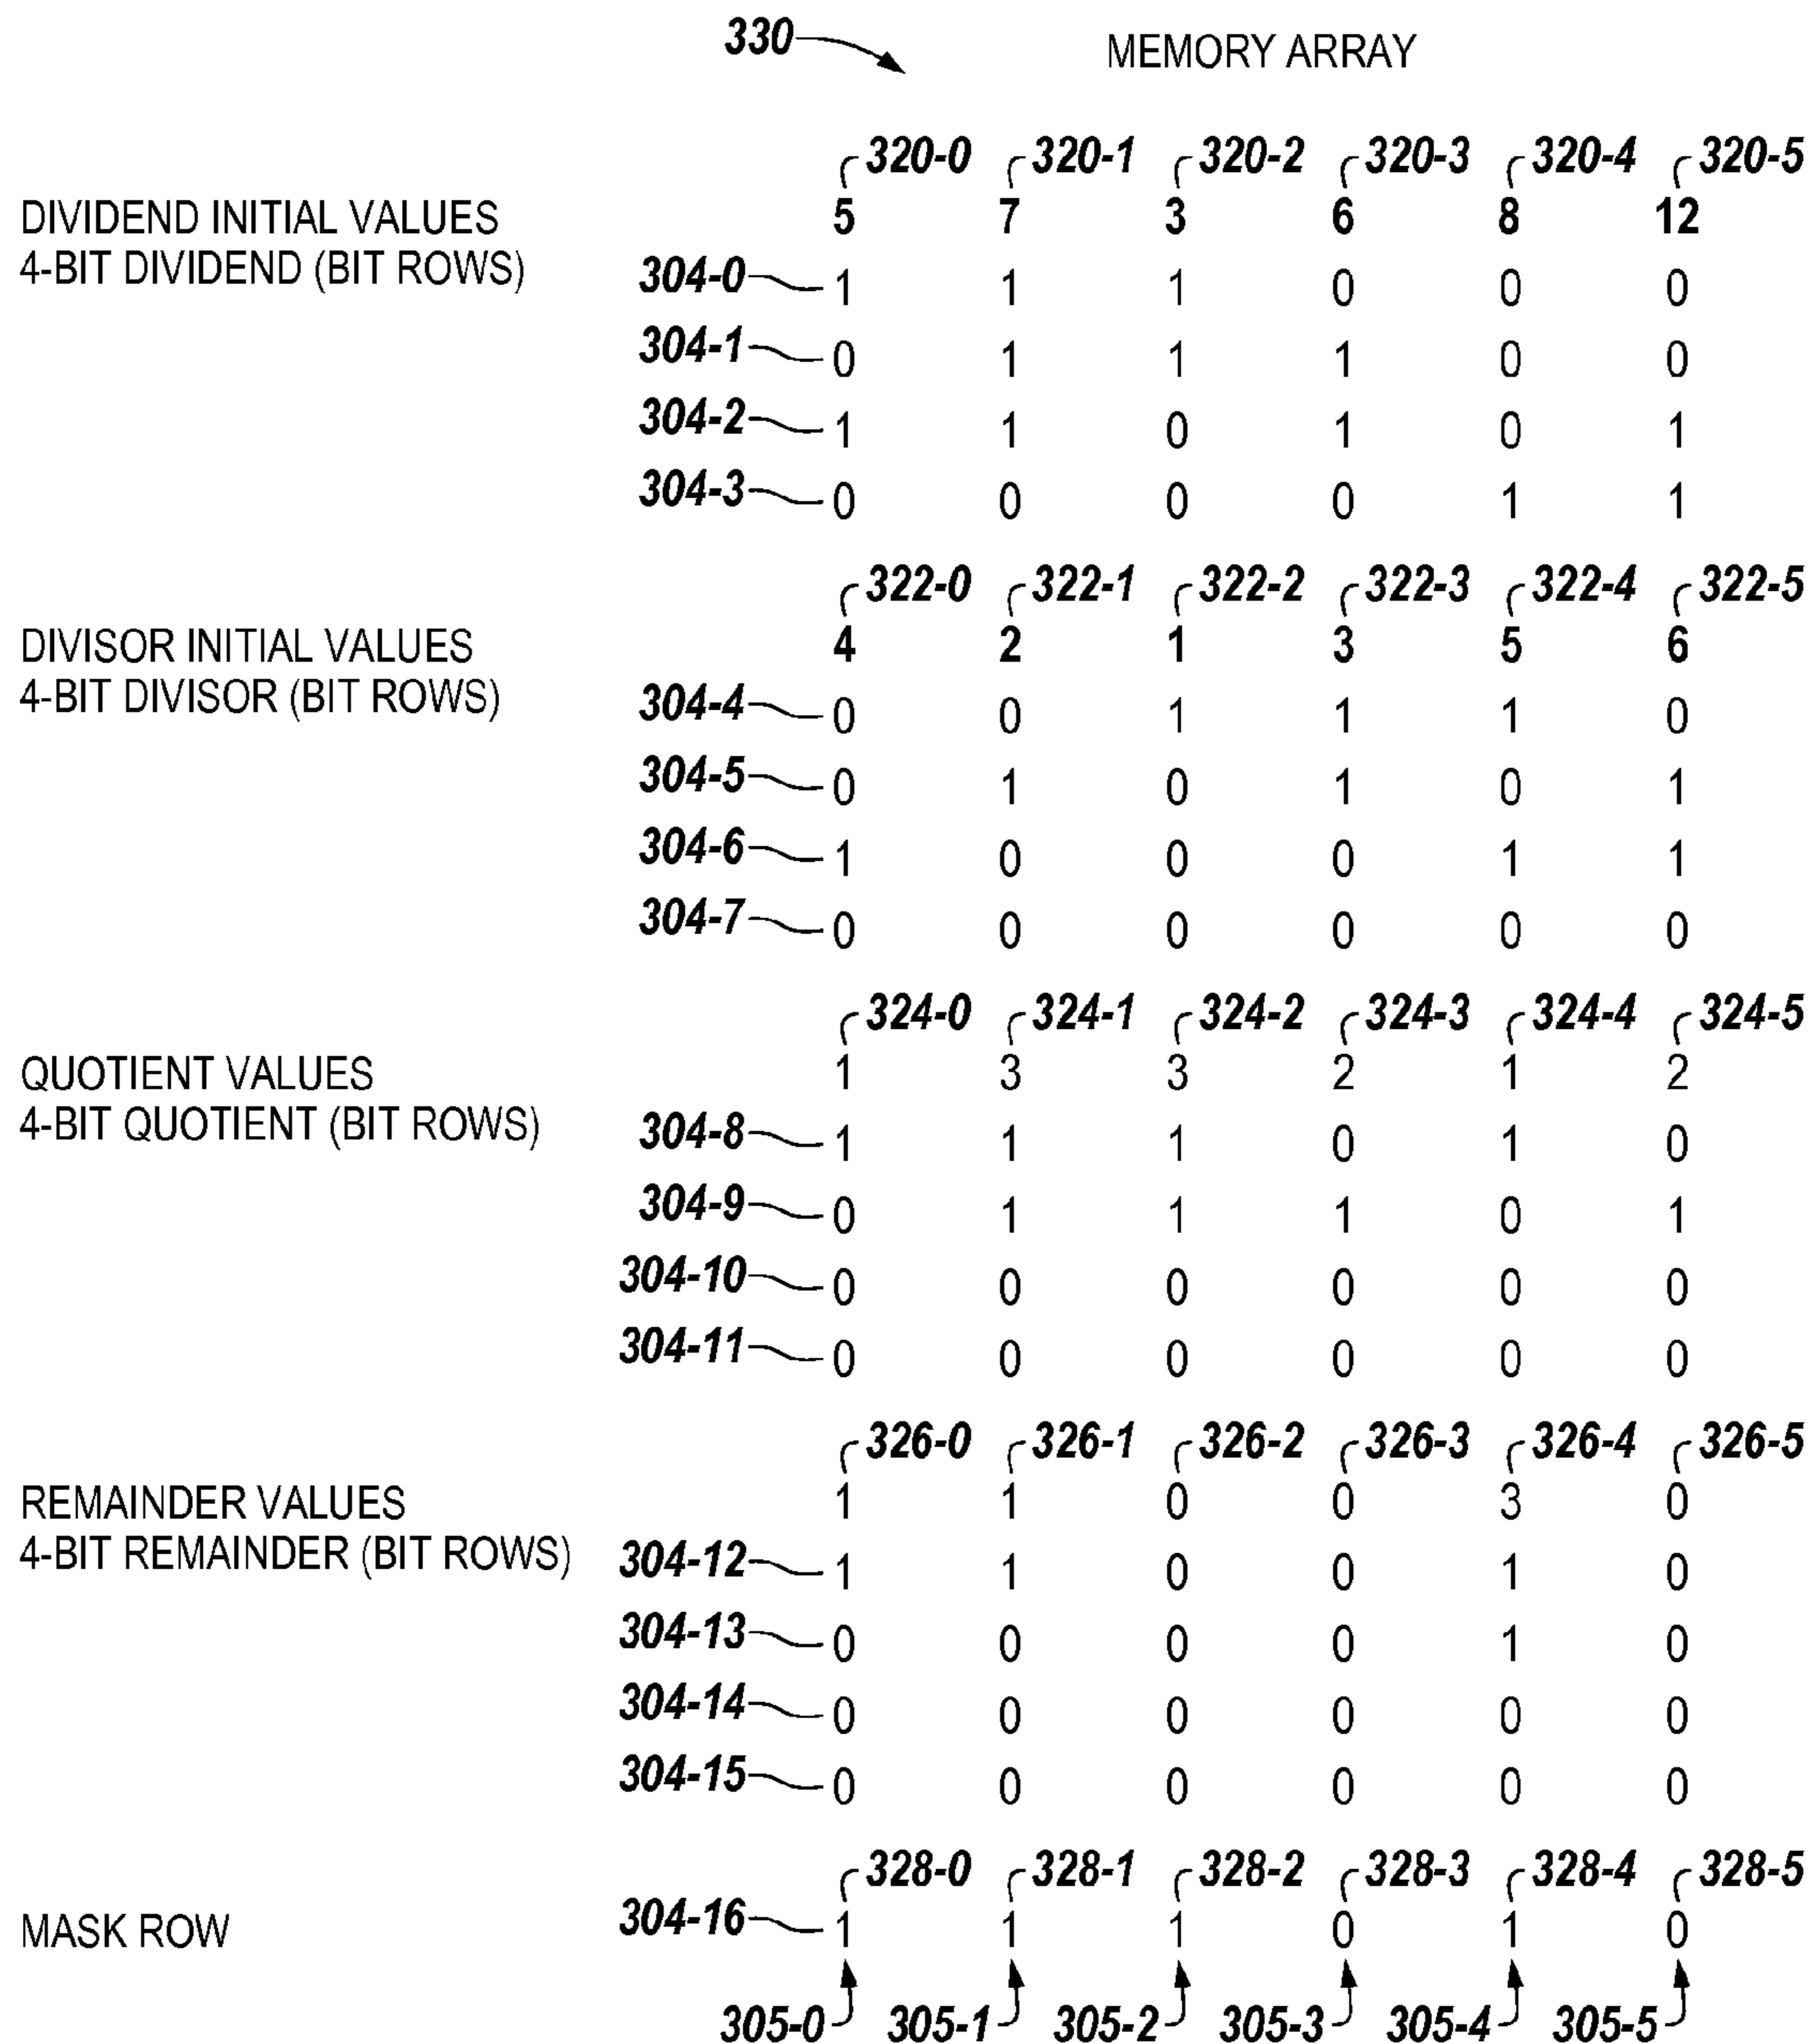 330 MEMORY ARRAY
320-0 320-1 320-2 320-3 320-4 320-5
DIVIDEND INITIAL VALUES 5 7 3 6 8 12
4-BIT DIVIDEND (BIT ROWS)
304-0 1 1 1 0 0 0
304-1 0 1 1 1 0 0
304-2 1 1 0 1 0 1
304-3 0 0 0 0 1 1
322-0 322-1 322-2 322-3 322-4 322-5
DIVISOR INITIAL VALUES 4 2 1 3 5 6
4-BIT DIVISOR (BIT ROWS)
304-4 0 0 1 1 1 0
304-5 0 1 0 1 0 1
304-6 1 0 0 0 1 1
304-7 0 0 0 0 0 0
324-0 324-1 324-2 324-3 324-4 324-5
QUOTIENT VALUES 1 3 3 2 1 2
4-BIT QUOTIENT (BIT ROWS)
304-8 1 1 1 0 1 0
304-9 0 1 1 1 0 1
304-10 0 0 0 0 0 0
304-11 0 0 0 0 0 0
326-0 326-1 326-2 326-3 326-4 326-5
REMAINDER VALUES 1 1 0 0 3 0
4-BIT REMAINDER (BIT ROWS)
304-12 1 1 0 0 1 0
304-13 0 0 0 0 1 0
304-14 0 0 0 0 0 0
304-15 0 0 0 0 0 0
328-0 328-1 328-2 328-3 328-4 328-5
MASK ROW 304-16 1 1 1 0 1 0
305-0 305-1 305-2 305-3 305-4 305-5